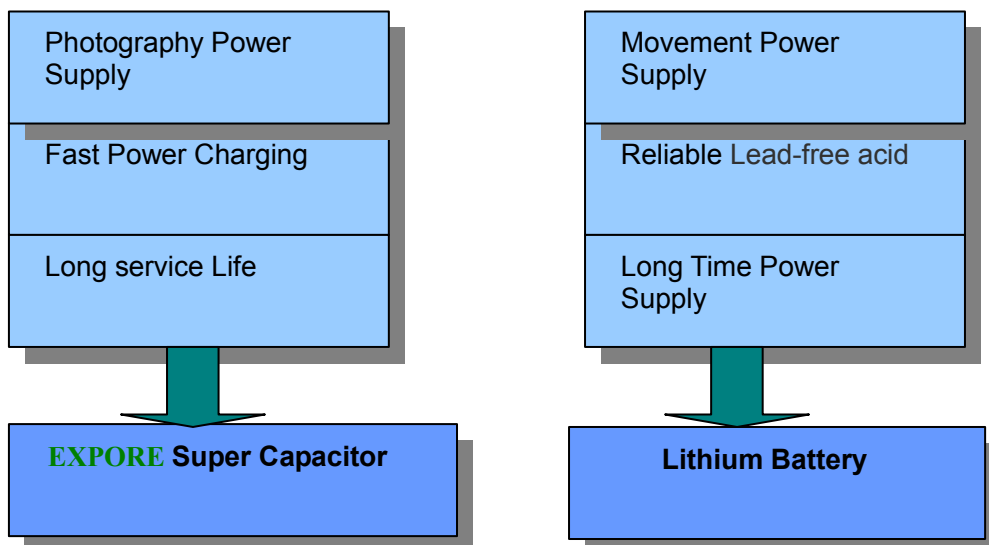 Photography Power
Supply
Fast Power Charging
Long service Life
EXPORE Super Capacitor
Movement Power
Supply
Reliable Lead-free acid
Long Time Power
Supply
Lithium Battery